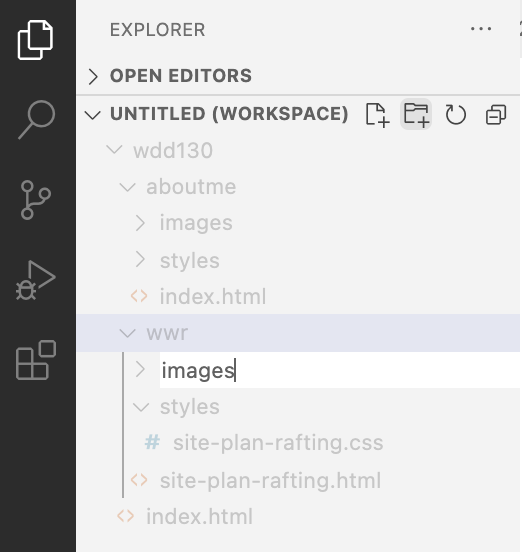 EXPLORER
OPEN EDITORS
UNTITLED (WORKSPACE)
wdd130
aboutme
images
styles
index.html
wwr
images
styles
# site-plan-rafting.css
<> site-plan-rafting.html
<> index.html